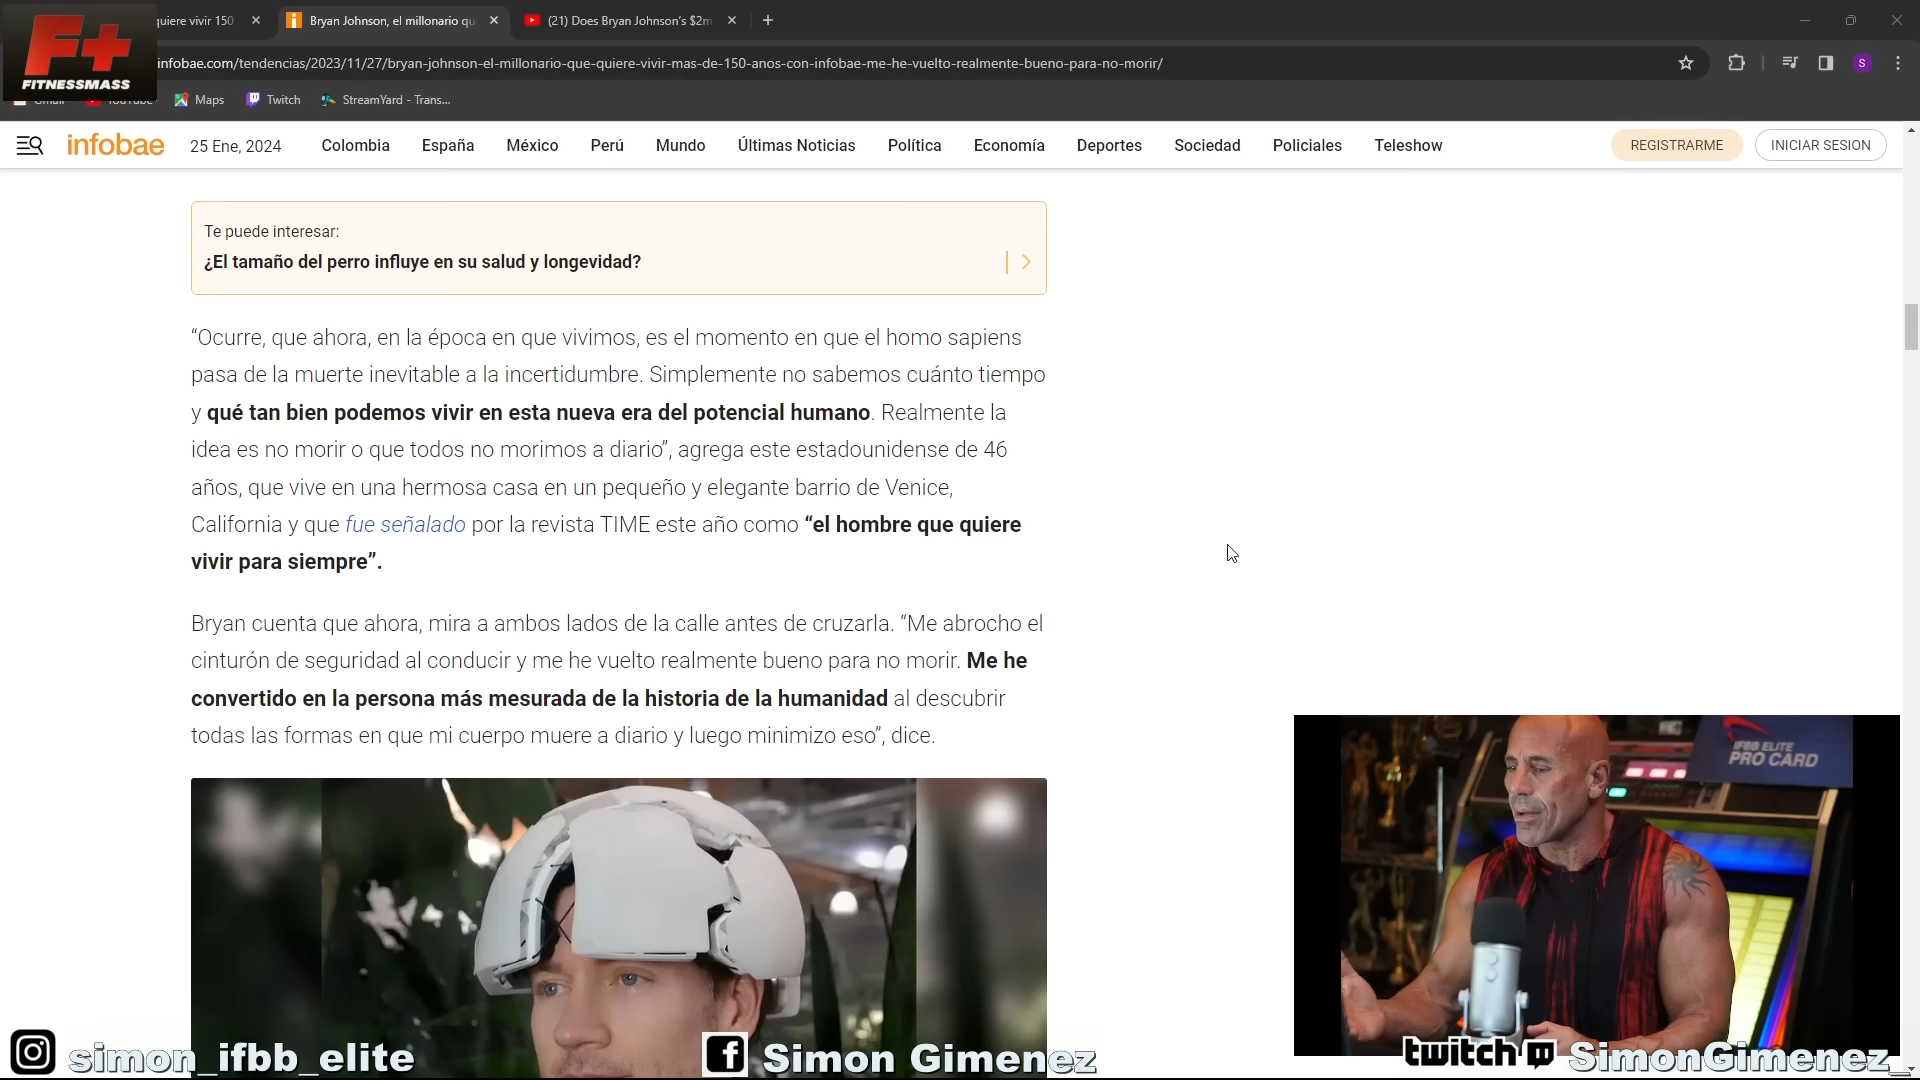 F+
FITNESSMASS
quiere vivir 150
Bryan Johnson, el millonario qu
(21) Does Bryan Johnson's $2m
infobae.com/tendencias/2023/11/27/bryan-johnson-el-millonario-que-quiere-vivir-mas-de-150-anos-con-infobae-me-he-vuelto-realmente-bueno-para-no-morir/
S
Gmail
YouTube
Maps
Twitch
StreamYard - Trans...
infobae
25 Ene, 2024
Colombia
España
México
Perú
Mundo
Últimas Noticias
Política
Economía
Deportes
Sociedad
Policiales
Teleshow
REGISTRARME
INICIAR SESION
Te puede interesar:
¿El tamaño del perro influye en su salud y longevidad?
“Ocurre, que ahora, en la época en que vivimos, es el momento en que el homo sapiens
pasa de la muerte inevitable a la incertidumbre. Simplemente no sabemos cuánto tiempo
y qué tan bien podemos vivir en esta nueva era del potencial humano. Realmente la
idea es no morir o que todos no morimos a diario”, agrega este estadounidense de 46
años, que vive en una hermosa casa en un pequeño y elegante barrio de Venice,
California y que fue señalado por la revista TIME este año como “el hombre que quiere
vivir para siempre”.
Bryan cuenta que ahora, mira a ambos lados de la calle antes de cruzarla. “Me abrocho el
cinturón de seguridad al conducir y me he vuelto realmente bueno para no morir. Me he
convertido en la persona más mesurada de la historia de la humanidad al descubrir
todas las formas en que mi cuerpo muere a diario y luego minimizo eso”, dice.
IFBB ELITE
PRO CARD
simon_ifbb_elite
Simon Gimenez
twitch
SimonGimenez_